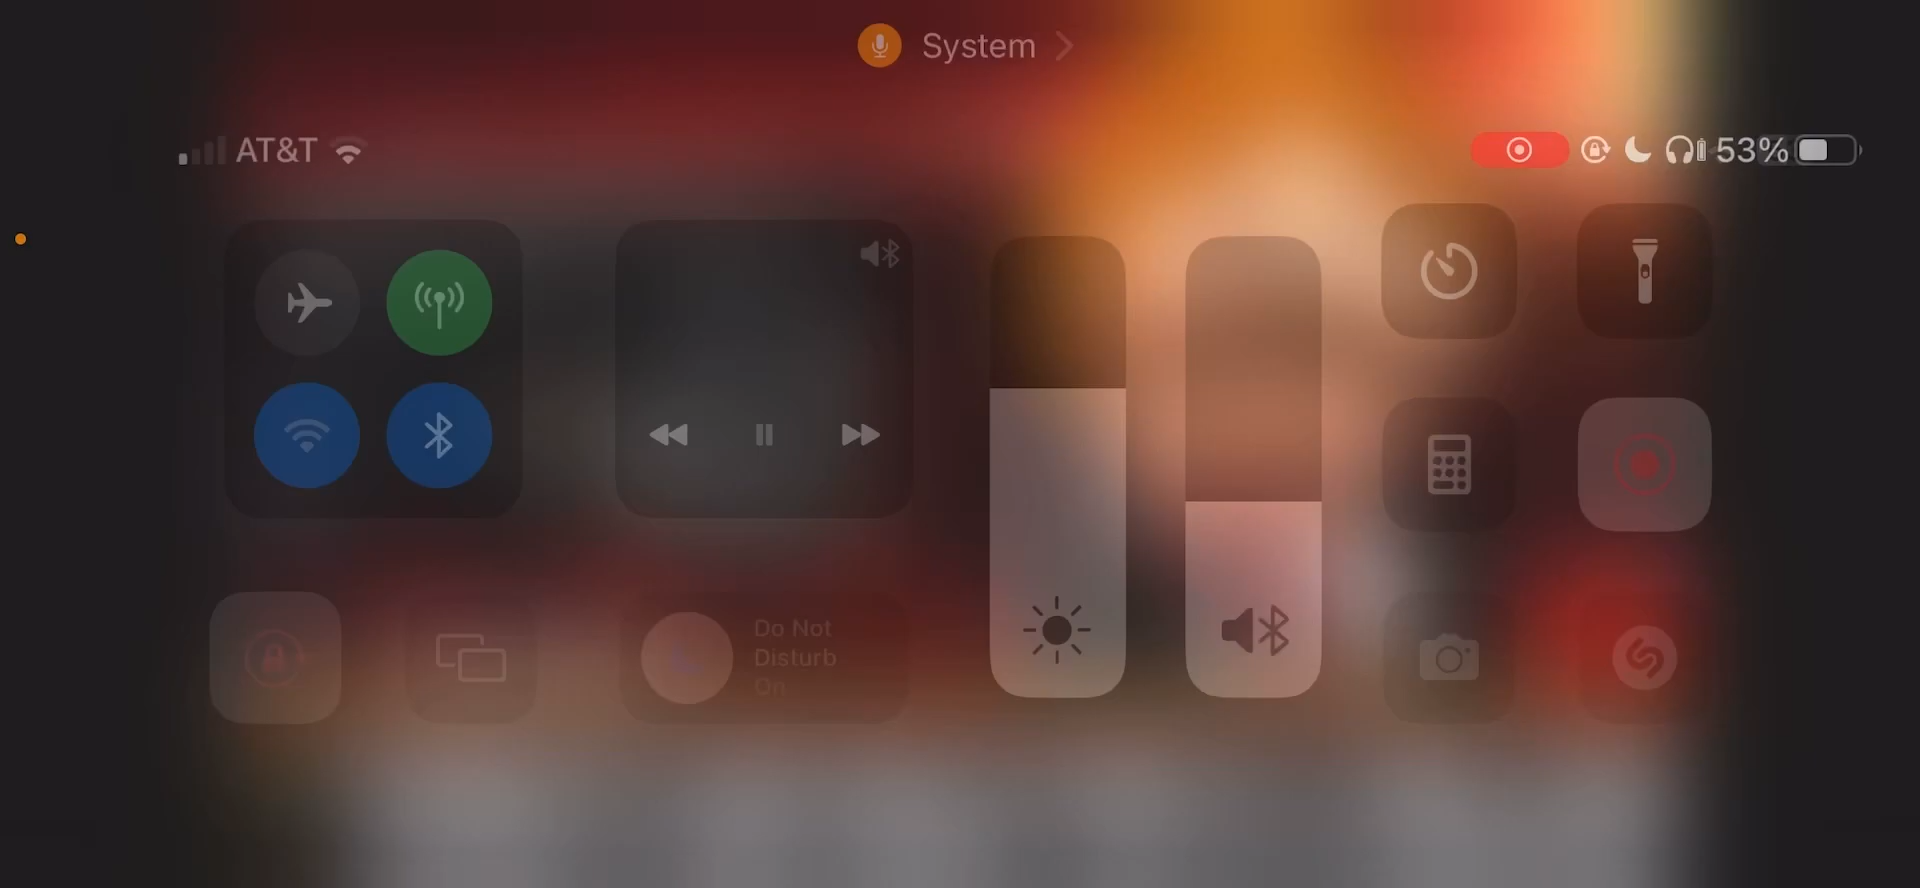 System
AT&T
53%
Do Not
Disturb
On